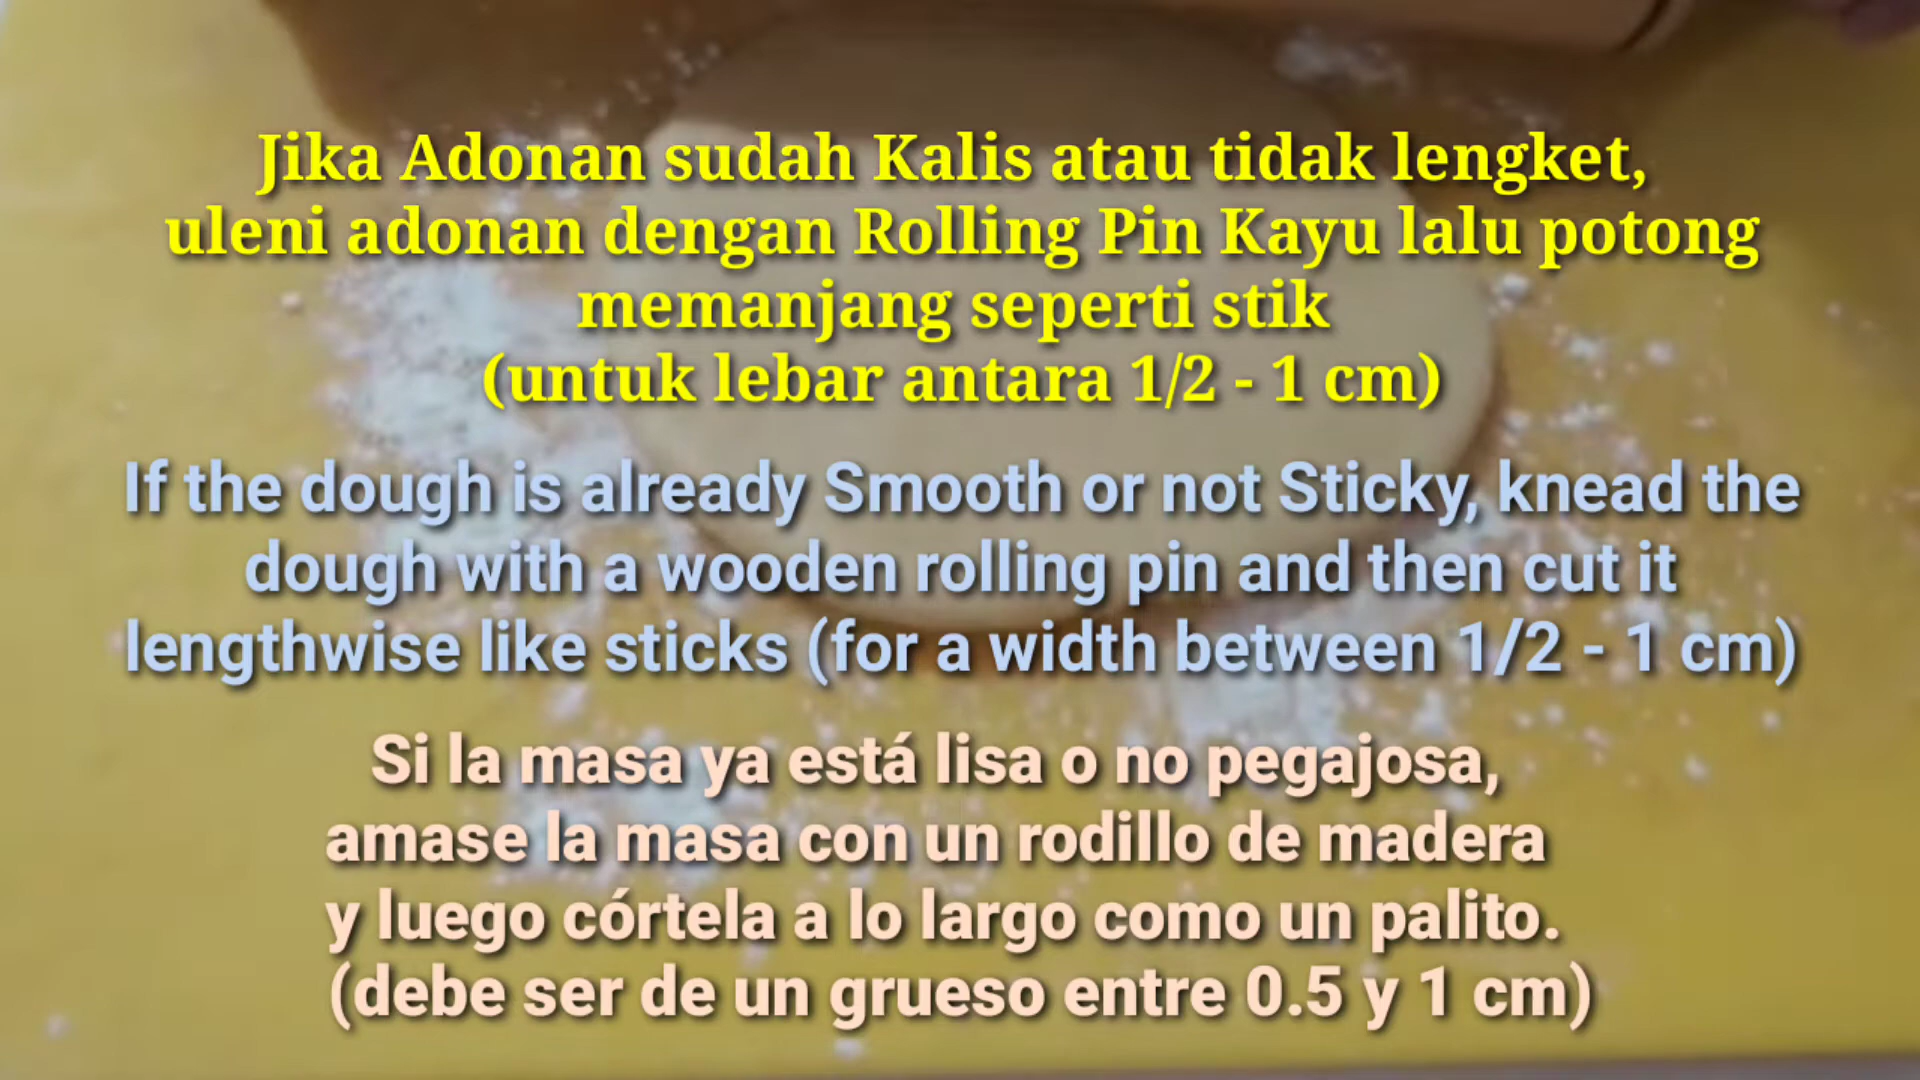 Jika Adonan sudah Kalis atau tidak lengket,
uleni adonan dengan Rolling Pin Kayu lalu potong
memanjang seperti stik
(untuk lebar antara 1/2 - 1 cm)
If the dough is already Smooth or not Sticky, knead the
dough with a wooden rolling pin and then cut it
lengthwise like sticks (for a width between 1/2 - 1 cm)
Si la masa ya está lisa o no pegajosa,
amase la masa con un rodillo de madera
y luego córtela a lo largo como un palito.
(debe ser de un grueso entre 0.5 y 1 cm)